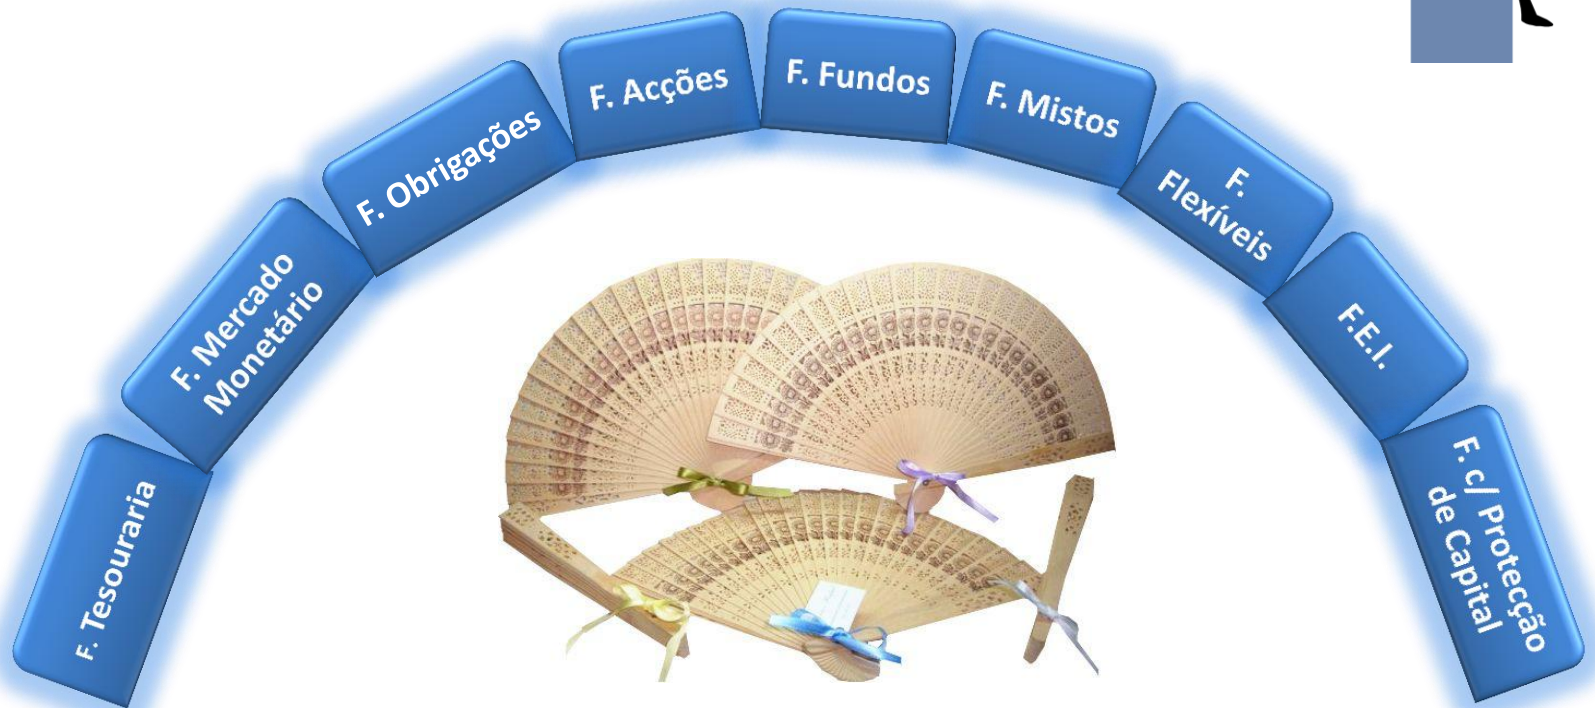 F. Tesouraria
F. Mercado
Monetário
F. Obrigações
F. Acções
F. Fundos
F. Mistos
F.
Flexíveis
F.E.I.
F. c/ Protecção
de Capital